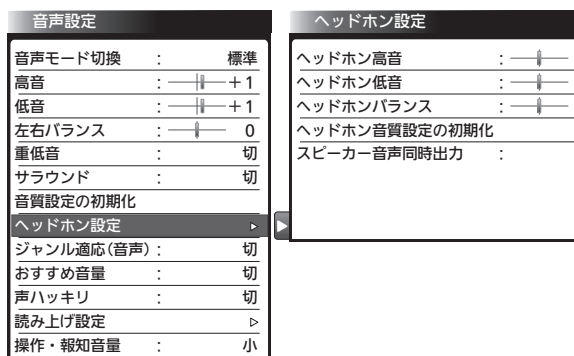 音声設定
音声モード切換 : 標準
高音 : +1
低音 : +1
左右バランス : 0
重低音 : 切
サラウンド : 切
音質設定の初期化
ヘッドホン設定
ジャンル適応(音声) : 切
おすすめ音量 : 切
声ハッキリ : 切
読み上げ設定
操作・報知音量 : 小
ヘッドホン設定
ヘッドホン高音 :
ヘッドホン低音 :
ヘッドホンバランス :
ヘッドホン音質設定の初期化
スピーカー音声同時出力 :